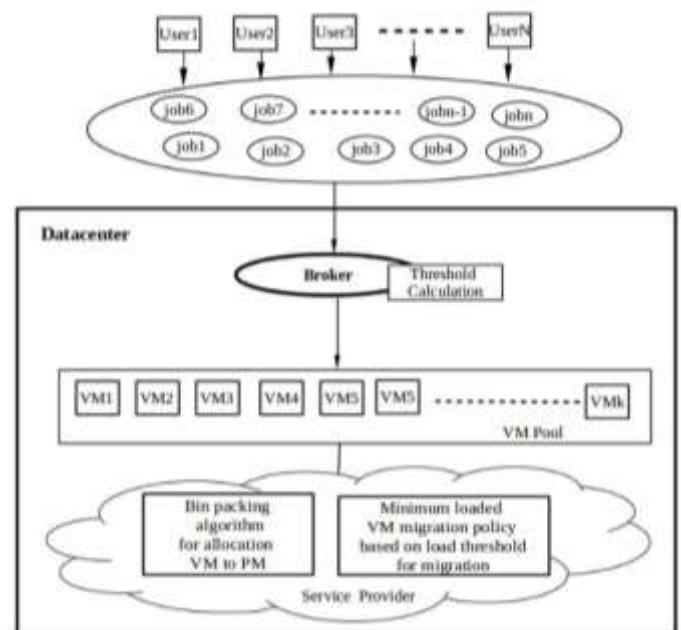 User1 User2 User3 UserN
job6 job7 jobn-1 jobn
job1 job2 job3 job4 job5
Datacenter
Broker
Threshold
Calculation
VM1 VM2 VM3 VM4 VM5 VM5 VMk
VM Pool
Bin packing
algorithm
for allocation
VM to PM
Minimum loaded
VM migration policy
based on load threshold
for migration
Service Provider